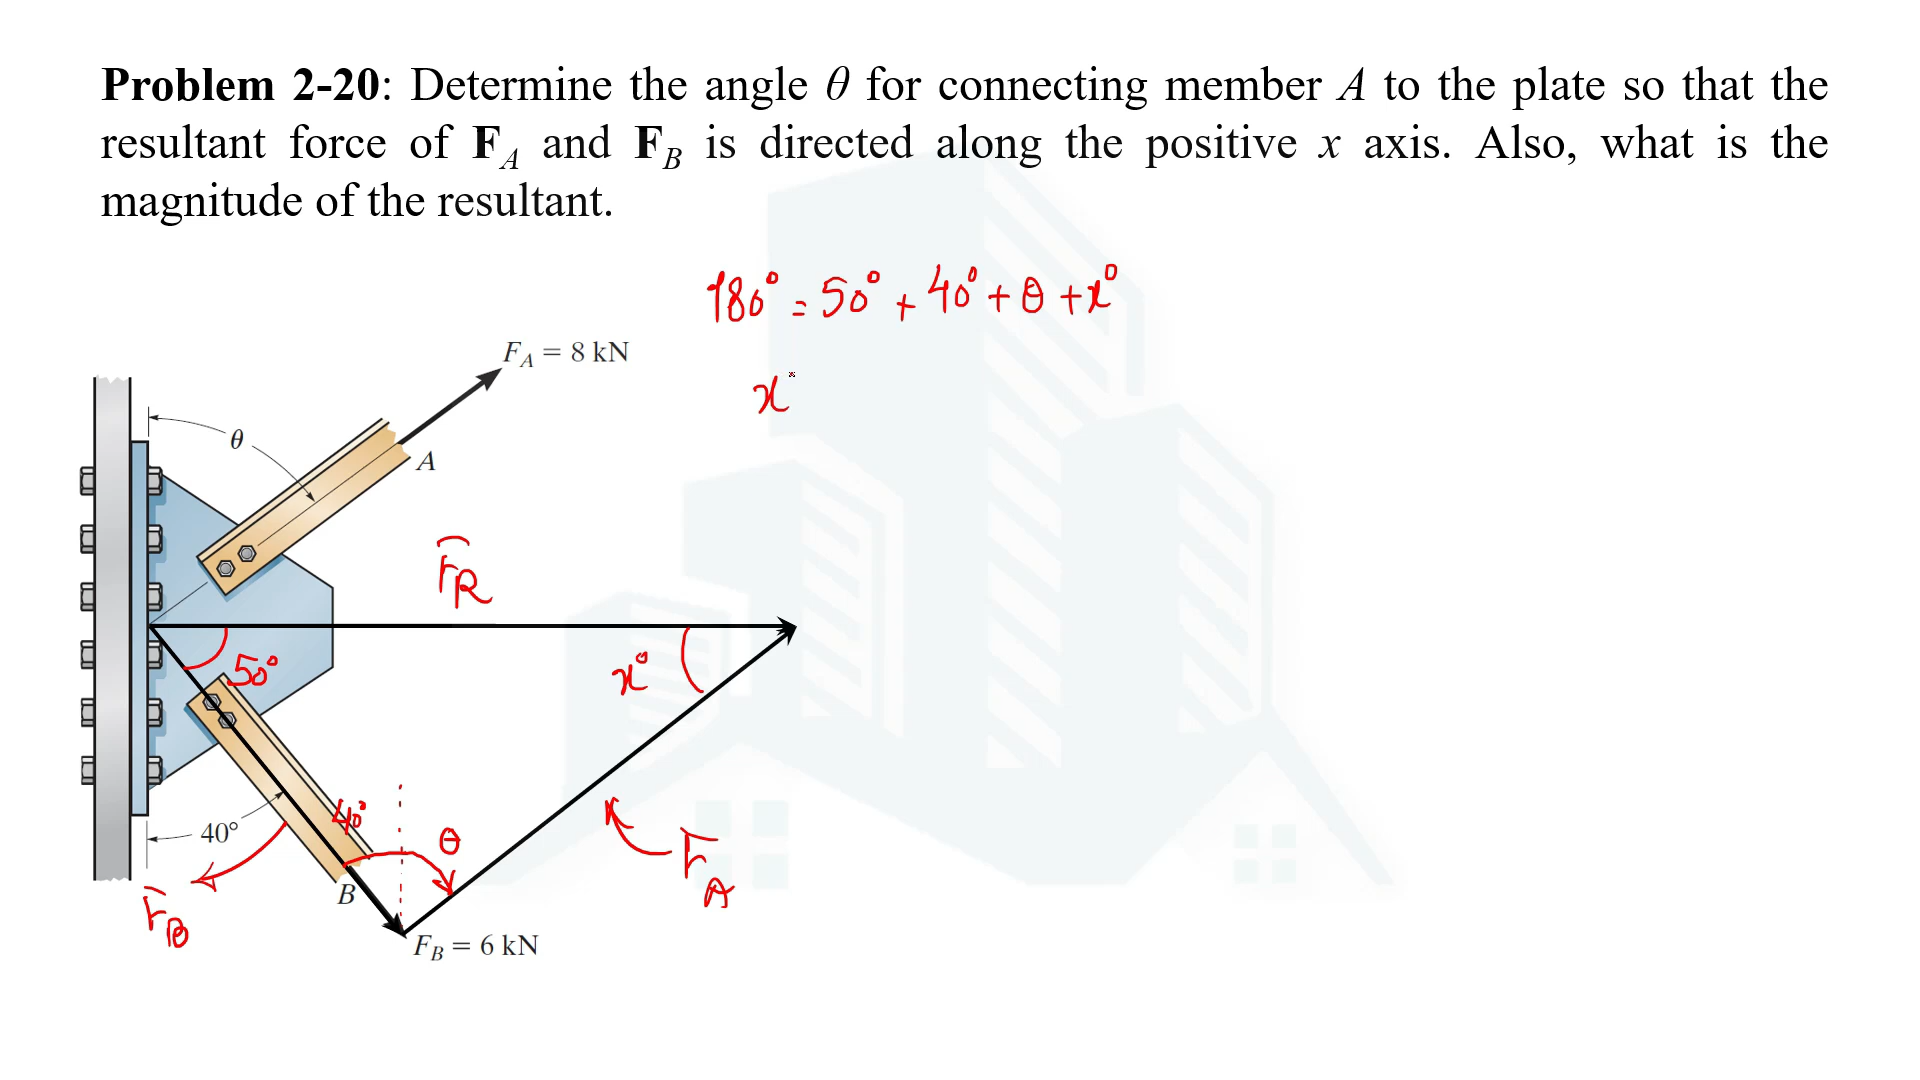 Problem 2-20: Determine the angle θ for connecting member A to the plate so that the
resultant force of F_A and F_B is directed along the positive x axis. Also, what is the
magnitude of the resultant.
180° = 50° + 40° + θ + x°
x
F_A = 8 kN
θ
A
F_R
50°
x°
40°
40°
θ
F_A
B
F_B
F_B = 6 kN